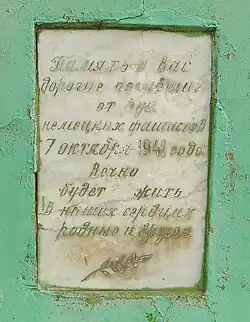 Память о Вас
дорогие погибшие
от рук
немецких фашистов
7 октября 1941 года
Вечно
будет жить
В наших сердцах
родные и друзья